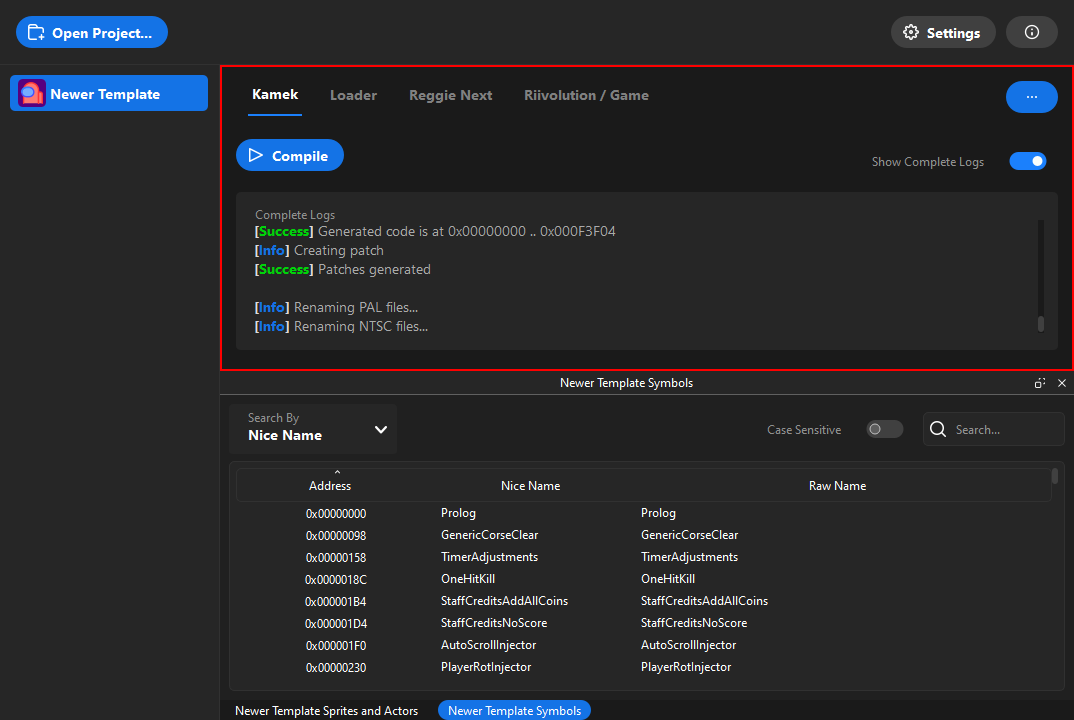 Open Project...
Settings
Newer Template
Kamek
Loader
Reggie Next
Riivolution / Game
...
Compile
Show Complete Logs
Complete Logs
[Success] Generated code is at 0x00000000 .. 0x000F3F04
[Info] Creating patch
[Success] Patches generated
[Info] Renaming PAL files...
[Info] Renaming NTSC files...
Newer Template Symbols
Search By
Nice Name
Case Sensitive
Search...
Address Nice Name Raw Name
0x00000000 Prolog Prolog
0x00000098 GenericCorseClear GenericCorseClear
0x00000158 TimerAdjustments TimerAdjustments
0x0000018C OneHitKill OneHitKill
0x000001B4 StaffCreditsAddAllCoins StaffCreditsAddAllCoins
0x000001D4 StaffCreditsNoScore StaffCreditsNoScore
0x000001F0 AutoScrollInjector AutoScrollInjector
0x00000230 PlayerRotInjector PlayerRotInjector
Newer Template Sprites and Actors
Newer Template Symbols